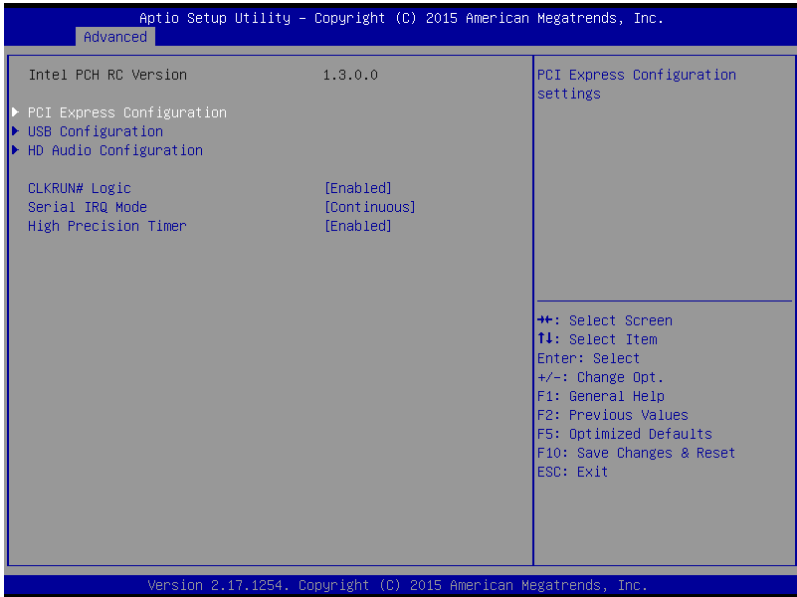 Aptio Setup Utility – Copyright (C) 2015 American Megatrends, Inc.
Advanced
Intel PCH RC Version 1.3.0.0
PCI Express Configuration
USB Configuration
HD Audio Configuration
CLKRUN# Logic [Enabled]
Serial IRQ Mode [Continuous]
High Precision Timer [Enabled]
PCI Express Configuration
settings
→←: Select Screen
↑↓: Select Item
Enter: Select
+/-: Change Opt.
F1: General Help
F2: Previous Values
F5: Optimized Defaults
F10: Save Changes & Reset
ESC: Exit
Version 2.17.1254. Copyright (C) 2015 American Megatrends, Inc.